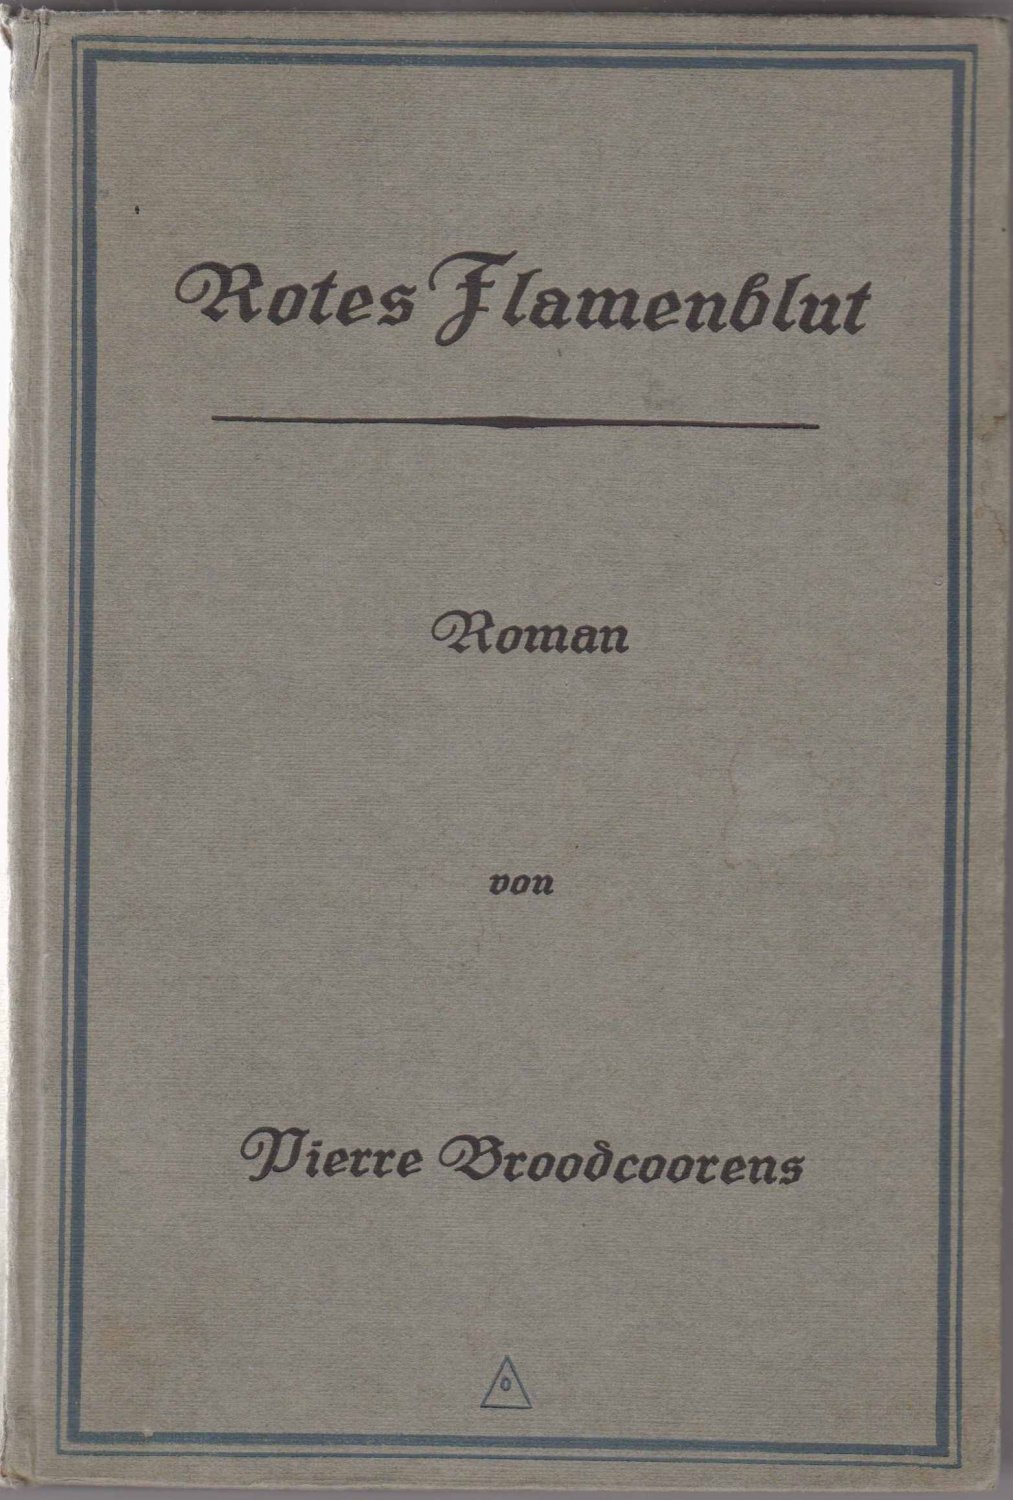 Rotes Flamenblut
Roman
von
Pierre Broodcoorens
O